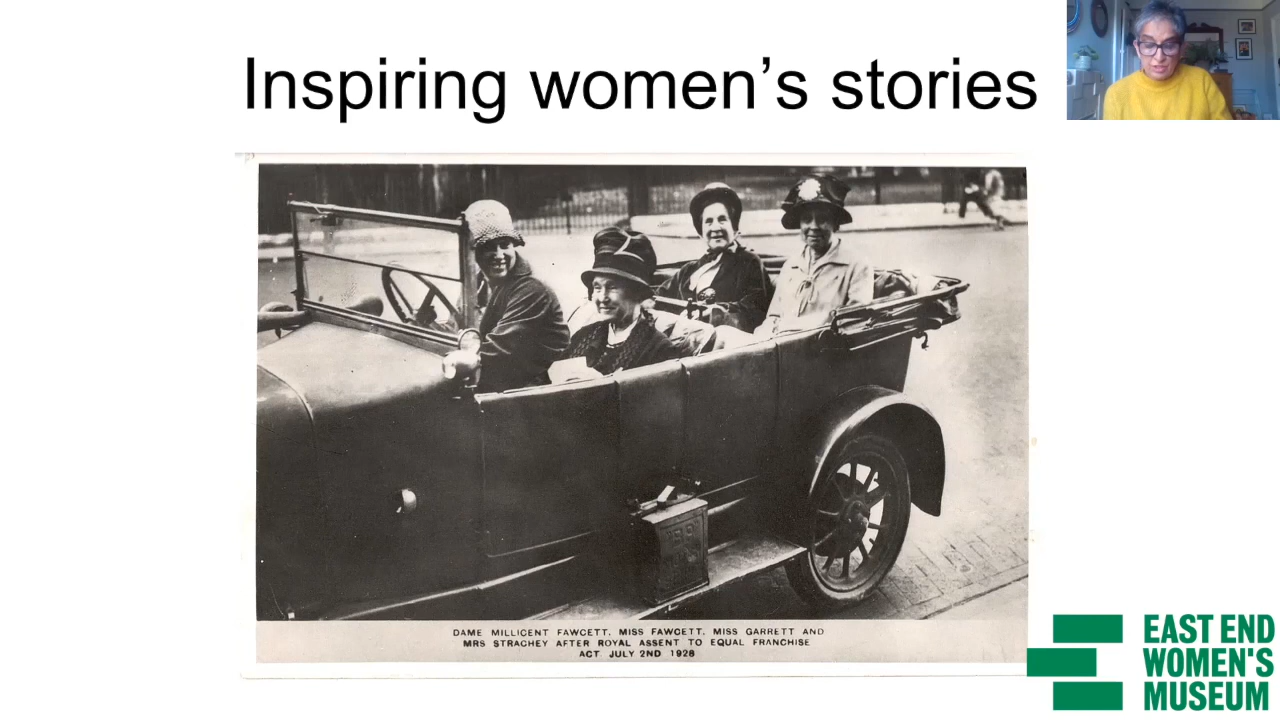 Inspiring women's stories
DAME MILLICENT FAWCETT, MISS FAWCETT, MISS GARRETT AND
MRS STRACHEY AFTER ROYAL ASSENT TO EQUAL FRANCHISE
ACT JULY 2ND 1928
EAST END
WOMEN'S
MUSEUM